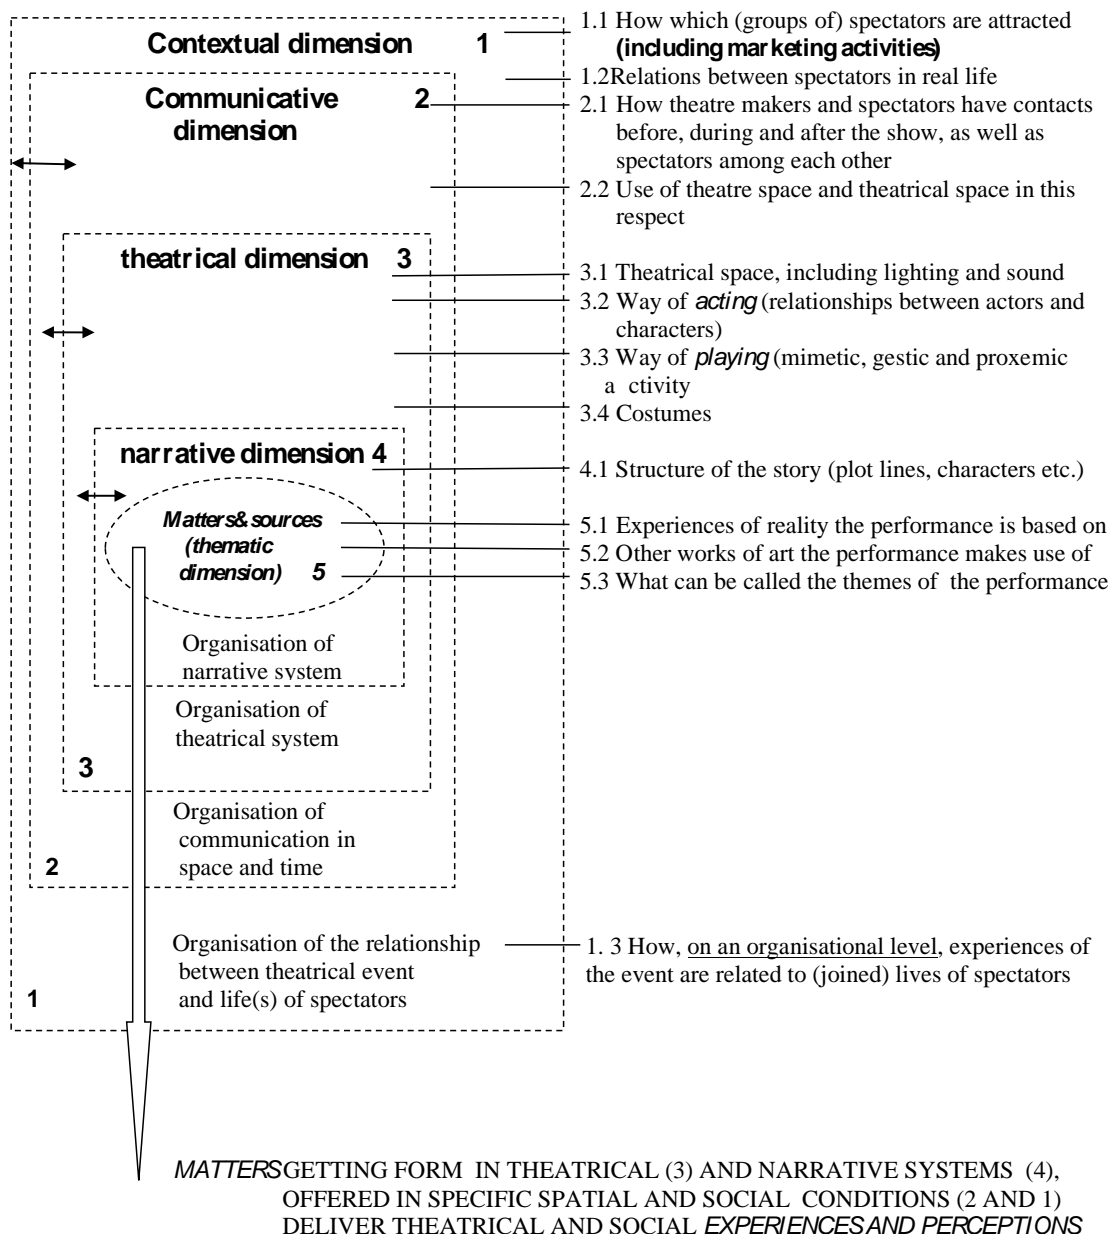 Contextual dimension 1
1.1 How which (groups of) spectators are attracted
(including marketing activities)
1.2Relations between spectators in real life
Communicative 2
dimension
2.1 How theatre makers and spectators have contacts
before, during and after the show, as well as
spectators among each other
2.2 Use of theatre space and theatrical space in this
respect
theatrical dimension 3
3.1 Theatrical space, including lighting and sound
3.2 Way of acting (relationships between actors and
characters)
3.3 Way of playing (mimetic, gestic and proxemic
a ctivity
3.4 Costumes
narrative dimension 4
4.1 Structure of the story (plot lines, characters etc.)
Matters& sources
(thematic
dimension) 5
5.1 Experiences of reality the performance is based on
5.2 Other works of art the performance makes use of
5.3 What can be called the themes of the performance
Organisation of
narrative system
Organisation of
theatrical system
3
Organisation of
communication in
space and time
2
Organisation of the relationship
between theatrical event
and life(s) of spectators
1
1. 3 How, on an organisational level, experiences of
the event are related to (joined) lives of spectators
MATTERS GETTING FORM IN THEATRICAL (3) AND NARRATIVE SYSTEMS (4),
OFFERED IN SPECIFIC SPATIAL AND SOCIAL CONDITIONS (2 AND 1)
DELIVER THEATRICAL AND SOCIAL EXPERIENCES AND PERCEPTIONS